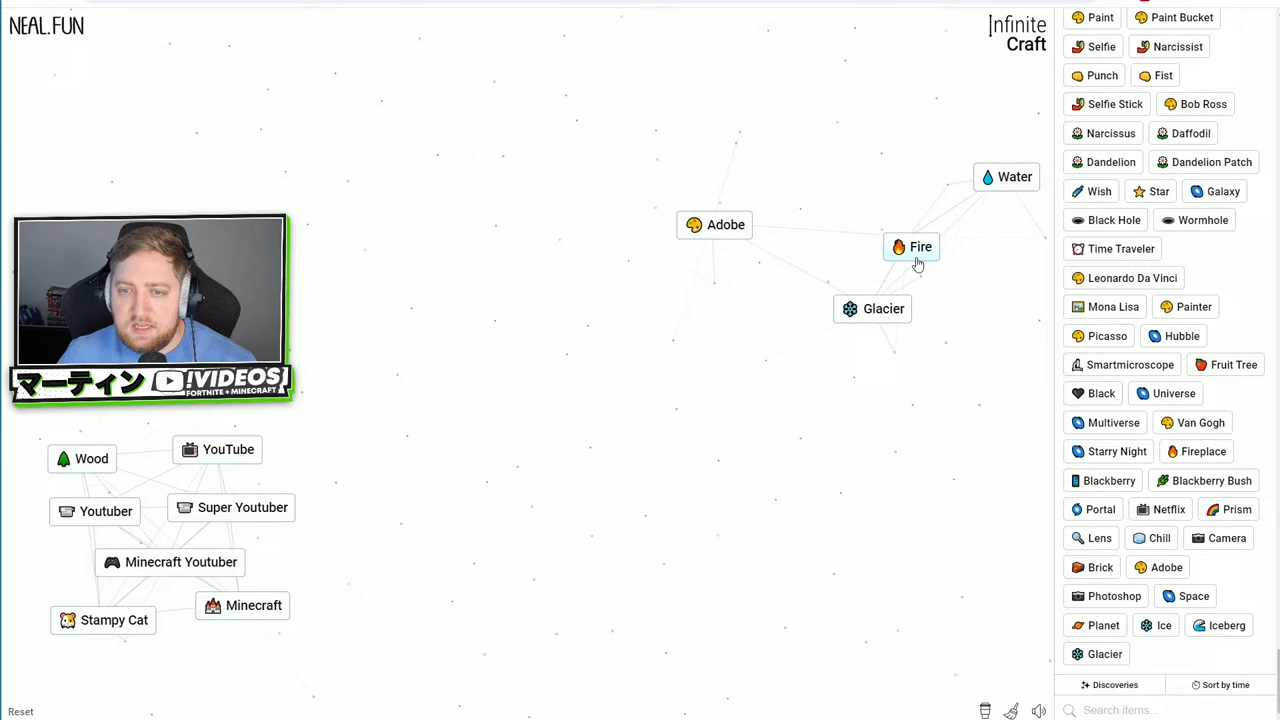 NEAL.FUN
Infinite
Craft
Paint
Paint Bucket
Selfie
Narcissist
Punch
Fist
Selfie Stick
Bob Ross
Narcissus
Daffodil
Dandelion
Dandelion Patch
Wish
Star
Galaxy
Black Hole
Wormhole
Time Traveler
Leonardo Da Vinci
Mona Lisa
Painter
Picasso
Hubble
Smartmicroscope
Fruit Tree
Black
Universe
Multiverse
Van Gogh
Starry Night
Fireplace
Blackberry
Blackberry Bush
Portal
Netflix
Prism
Lens
Chill
Camera
Brick
Adobe
Photoshop
Space
Planet
Ice
Iceberg
Glacier
Discoveries
Sort by time
Search items...
Water
Adobe
Fire
Glacier
マーティン
!VIDEOS
FORTNITE + MINECRAFT
Wood
YouTube
Youtuber
Super Youtuber
Minecraft Youtuber
Minecraft
Stampy Cat
Reset